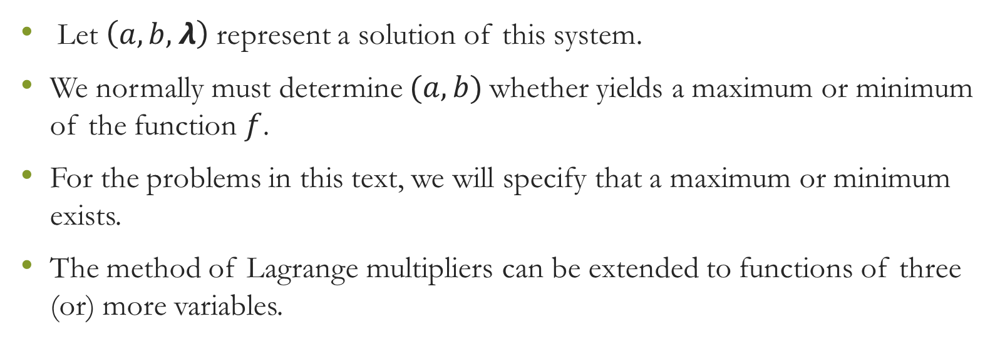 • Let (a, b, λ) represent a solution of this system.
• We normally must determine (a, b) whether yields a maximum or minimum
of the function f.
• For the problems in this text, we will specify that a maximum or minimum
exists.
• The method of Lagrange multipliers can be extended to functions of three
(or) more variables.